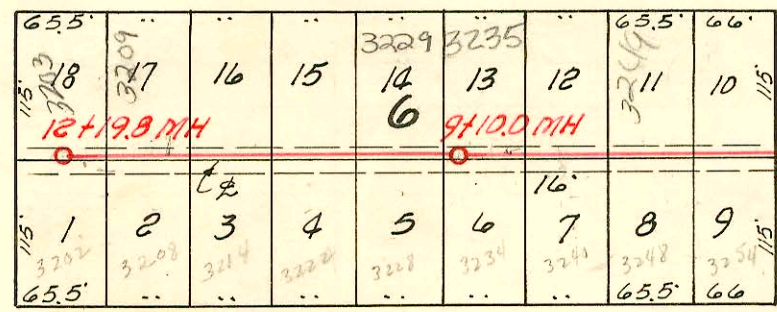 65.5' .. .. .. .. .. .. 65.5' 66'
3203 3209 3229 3235 3249
115' 18 17 16 15 14 13 12 11 10 115'
6
12+19.8 MH 9+10.0 MH
℄ 16'
115' 1 2 3 4 5 6 7 8 9 115'
3202 3208 3214 3222 3228 3234 3240 3248 3254
65.5' .. .. .. .. .. .. 65.5' 66